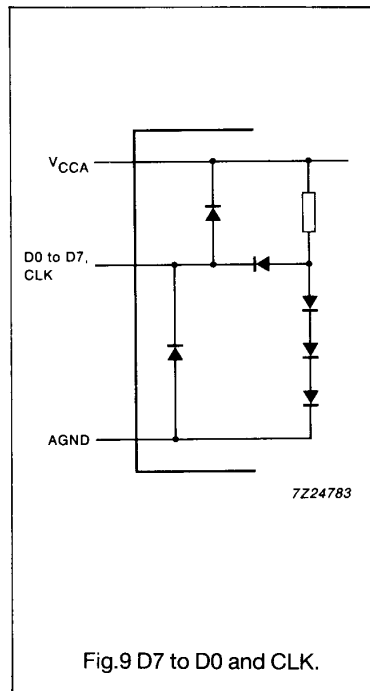 VCCA
D0 to D7,
CLK
AGND
7Z24783
Fig.9 D7 to D0 and CLK.